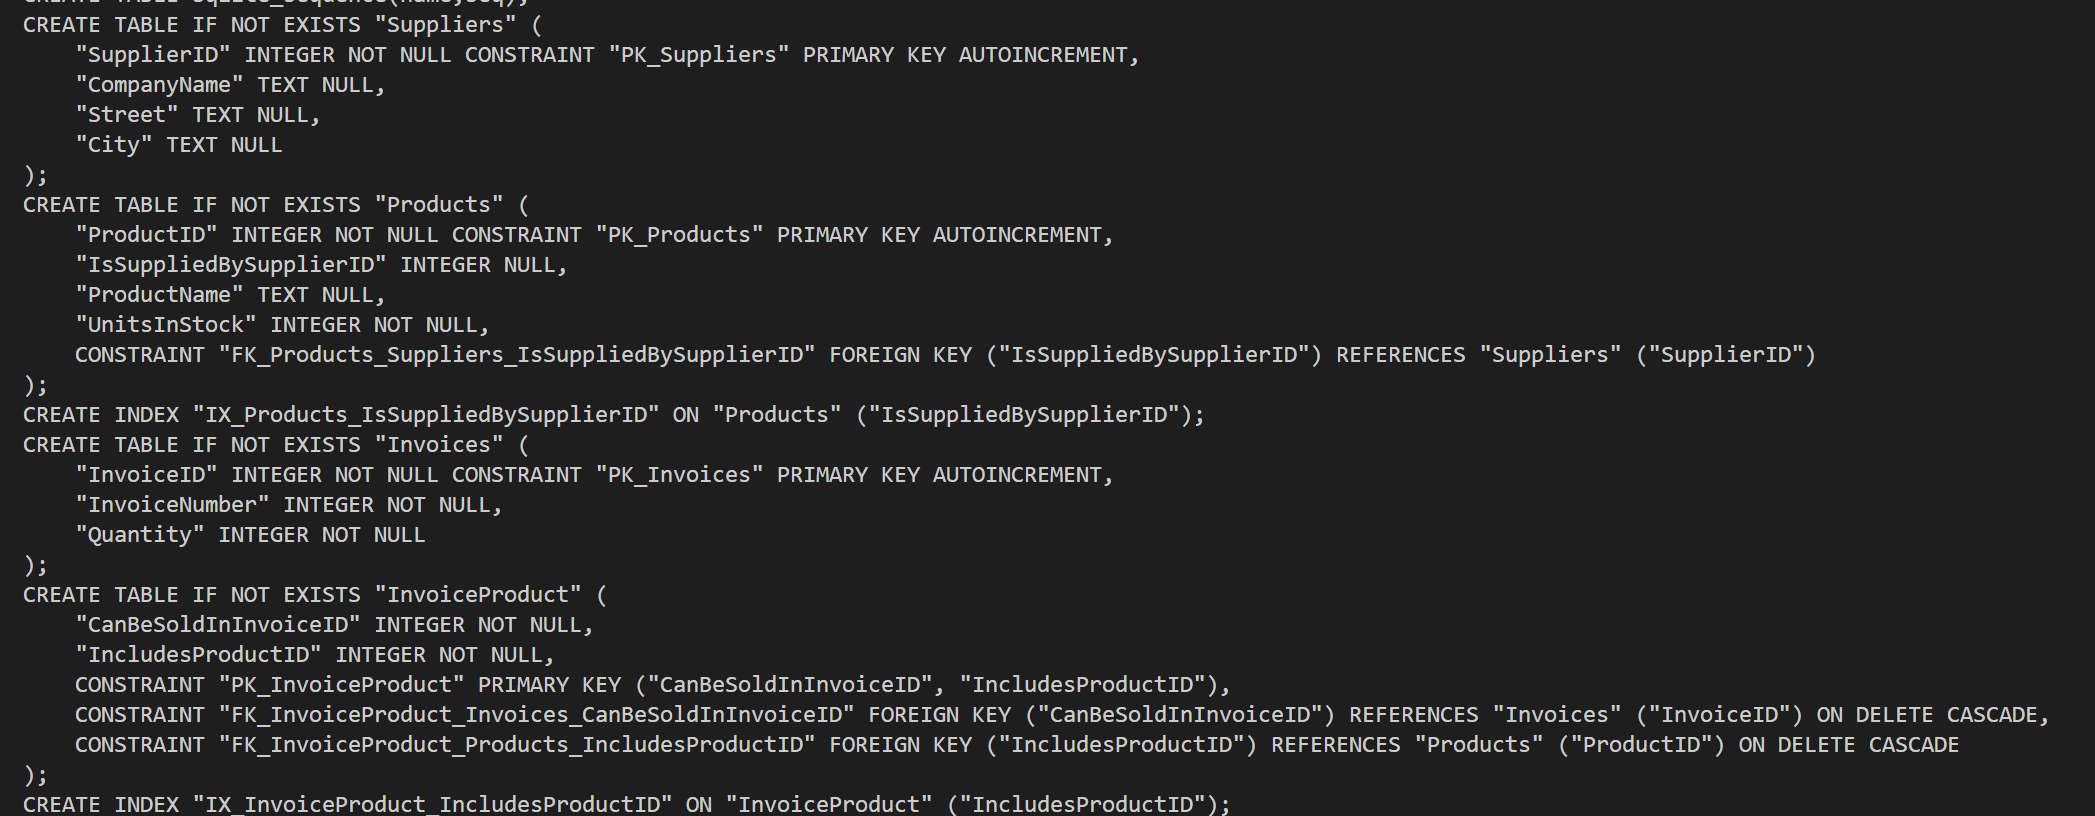 CREATE TABLE sqlite_sequence(name,seq);
CREATE TABLE IF NOT EXISTS "Suppliers" (
    "SupplierID" INTEGER NOT NULL CONSTRAINT "PK_Suppliers" PRIMARY KEY AUTOINCREMENT,
    "CompanyName" TEXT NULL,
    "Street" TEXT NULL,
    "City" TEXT NULL
);
CREATE TABLE IF NOT EXISTS "Products" (
    "ProductID" INTEGER NOT NULL CONSTRAINT "PK_Products" PRIMARY KEY AUTOINCREMENT,
    "IsSuppliedBySupplierID" INTEGER NULL,
    "ProductName" TEXT NULL,
    "UnitsInStock" INTEGER NOT NULL,
    CONSTRAINT "FK_Products_Suppliers_IsSuppliedBySupplierID" FOREIGN KEY ("IsSuppliedBySupplierID") REFERENCES "Suppliers" ("SupplierID")
);
CREATE INDEX "IX_Products_IsSuppliedBySupplierID" ON "Products" ("IsSuppliedBySupplierID");
CREATE TABLE IF NOT EXISTS "Invoices" (
    "InvoiceID" INTEGER NOT NULL CONSTRAINT "PK_Invoices" PRIMARY KEY AUTOINCREMENT,
    "InvoiceNumber" INTEGER NOT NULL,
    "Quantity" INTEGER NOT NULL
);
CREATE TABLE IF NOT EXISTS "InvoiceProduct" (
    "CanBeSoldInInvoiceID" INTEGER NOT NULL,
    "IncludesProductID" INTEGER NOT NULL,
    CONSTRAINT "PK_InvoiceProduct" PRIMARY KEY ("CanBeSoldInInvoiceID", "IncludesProductID"),
    CONSTRAINT "FK_InvoiceProduct_Invoices_CanBeSoldInInvoiceID" FOREIGN KEY ("CanBeSoldInInvoiceID") REFERENCES "Invoices" ("InvoiceID") ON DELETE CASCADE,
    CONSTRAINT "FK_InvoiceProduct_Products_IncludesProductID" FOREIGN KEY ("IncludesProductID") REFERENCES "Products" ("ProductID") ON DELETE CASCADE
);
CREATE INDEX "IX_InvoiceProduct_IncludesProductID" ON "InvoiceProduct" ("IncludesProductID");